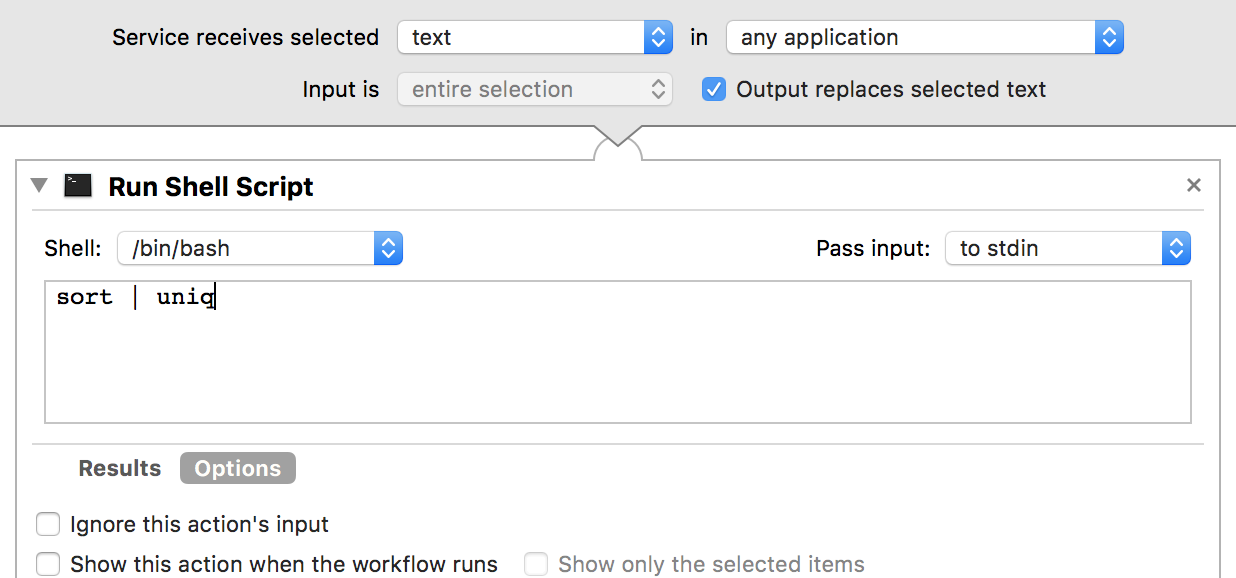 Service receives selected text in any application
Input is entire selection Output replaces selected text
Run Shell Script
Shell: /bin/bash Pass input: to stdin
sort | uniq
Results Options
Ignore this action's input
Show this action when the workflow runs Show only the selected items